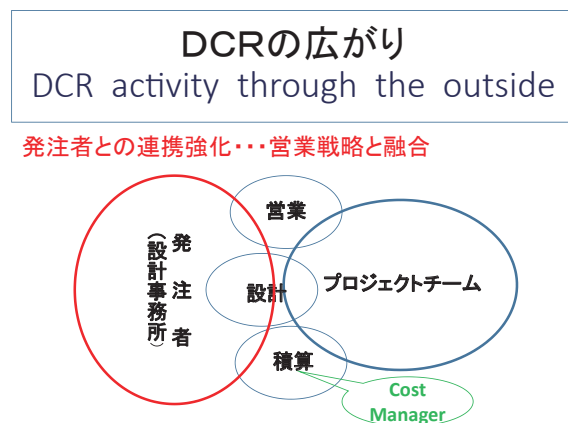 DCRの広がり
DCR activity through the outside
発注者との連携強化・・・営業戦略と融合
営業
発注者
（設計事務所）
設計
プロジェクトチーム
積算
Cost
Manager